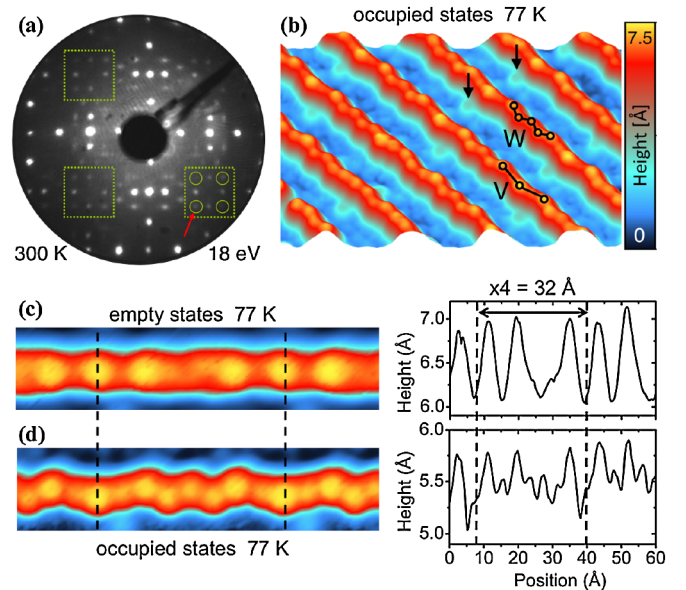 (a)
300 K
18 eV
(b)
occupied states 77 K
W
V
7.5
Height [Å]
0
(c)
empty states 77 K
(d)
occupied states 77 K
x4 = 32 Å
7.0
6.5
6.0
Height (Å)
6.0
5.5
5.0
Height (Å)
0 10 20 30 40 50 60
Position (Å)